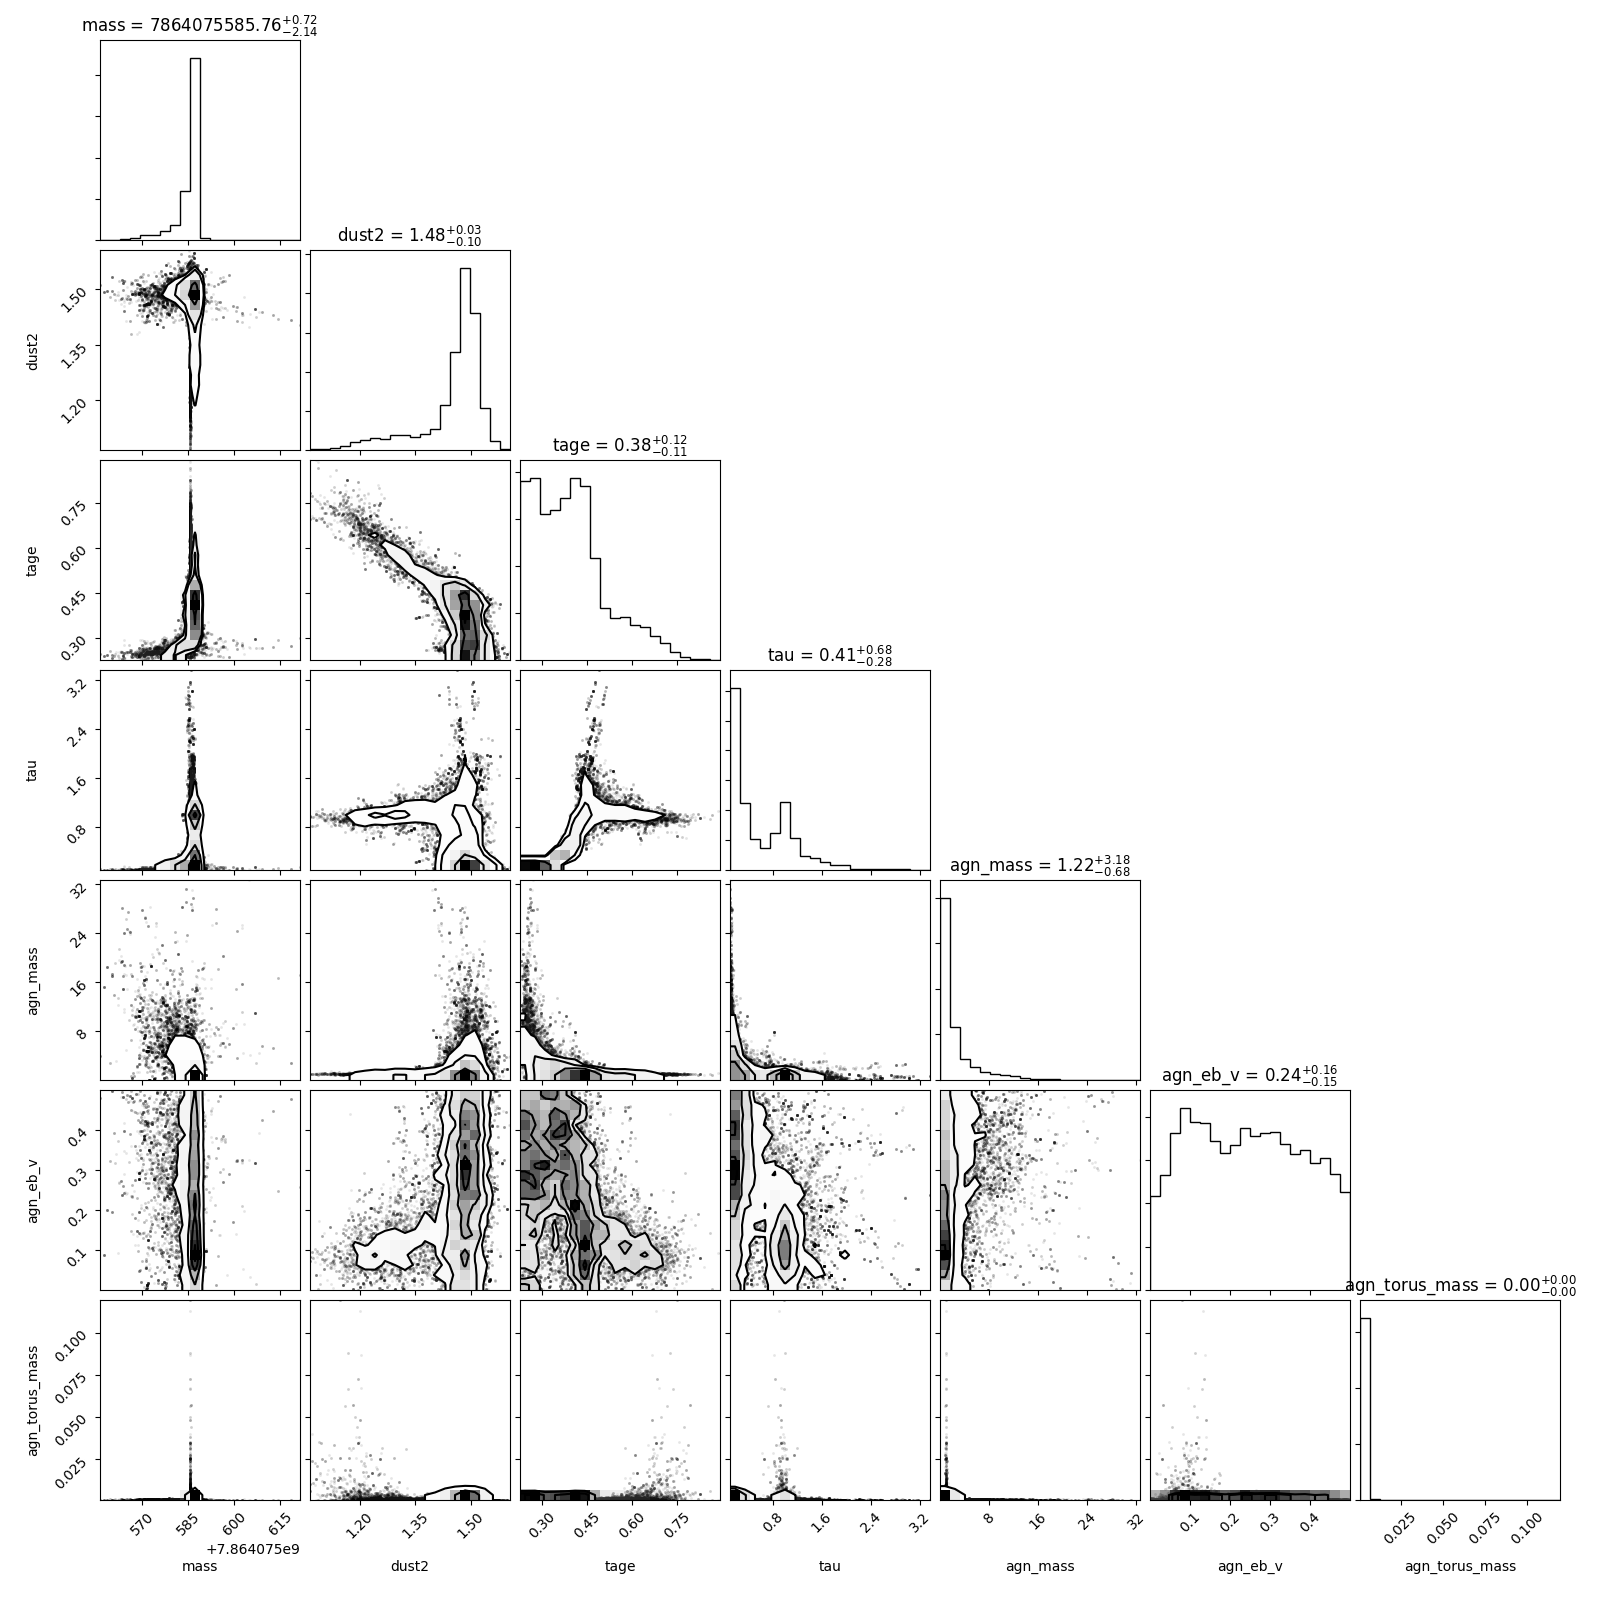 mass = 7864075585.76+0.72 −2.14
dust2 = 1.48+0.03 −0.10
dust2
1.50
1.35
1.20
tage = 0.38+0.12 −0.11
tage
0.75
0.60
0.45
0.30
tau = 0.41+0.68 −0.28
tau
3.2
2.4
1.6
0.8
agn_mass = 1.22+3.18 −0.68
agn_mass
32
24
16
8
agn_eb_v = 0.24+0.16 −0.15
agn_eb_v
0.4
0.3
0.2
0.1
agn_torus_mass = 0.00+0.00 −0.00
agn_torus_mass
0.100
0.075
0.050
0.025
570 585 600 615 1.20 1.35 1.50 0.30 0.45 0.60 0.75 0.8 1.6 2.4 3.2 8 16 24 32 0.1 0.2 0.3 0.4 0.025 0.050 0.075 0.100
+7.864075e9
mass dust2 tage tau agn_mass agn_eb_v agn_torus_mass